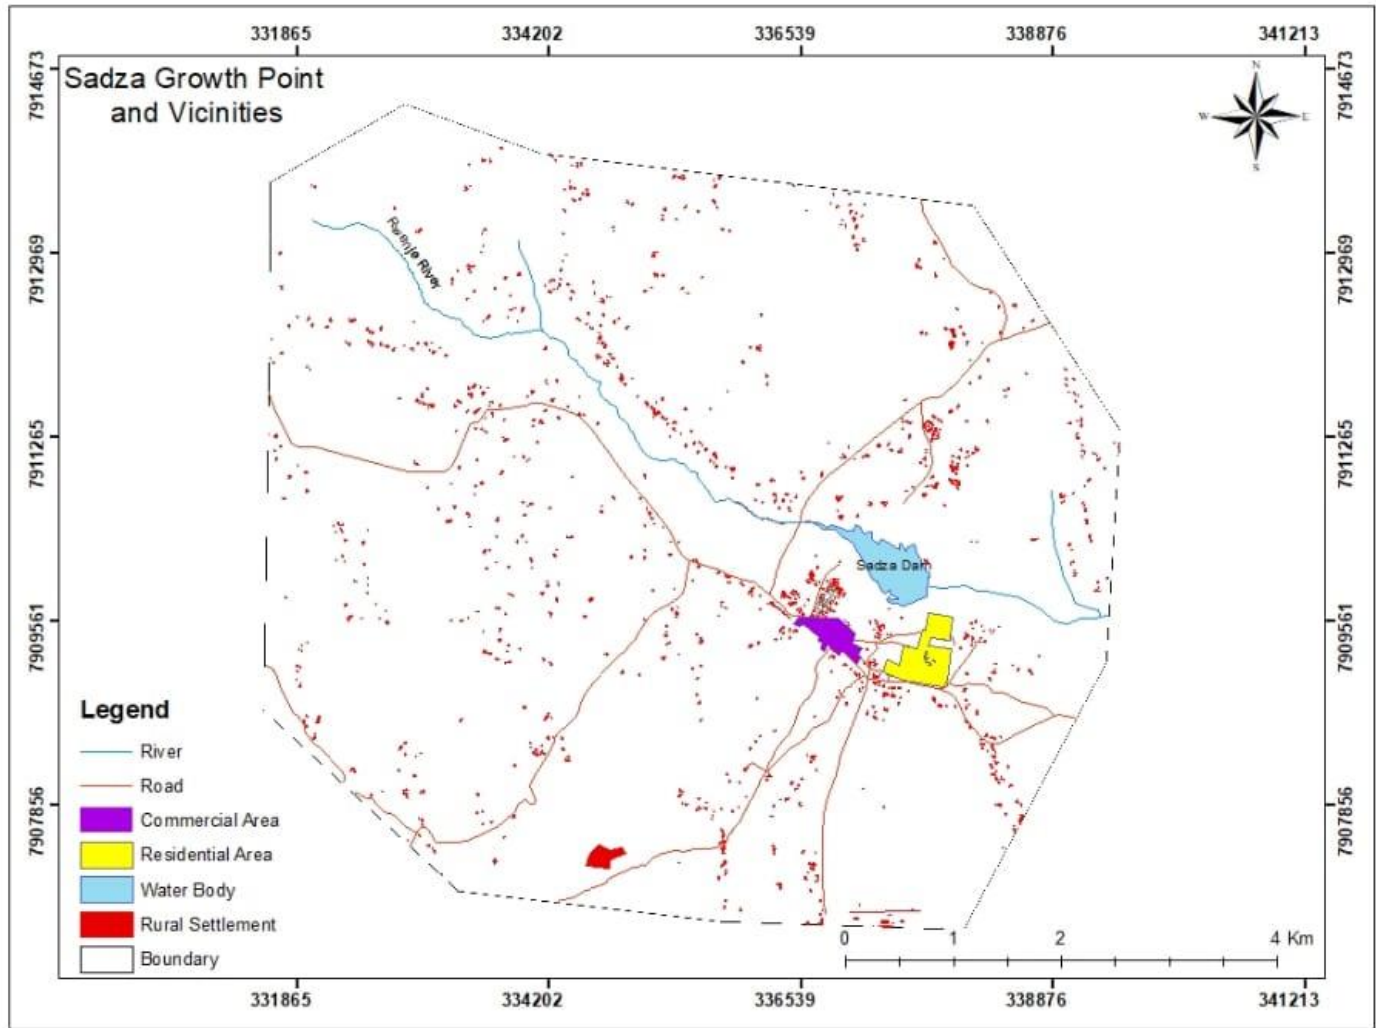 331865 334202 336539 338876 341213
7914673 7914673
Sadza Growth Point
and Vicinities
N
W E
S
7912969 7912969
River
7911265 7911265
Sadza Dam
7909561 7909561
Legend
River
Road
7907856 7907856
Commercial Area
Residential Area
Water Body
Rural Settlement
Boundary
0 1 2 4 Km
331865 334202 336539 338876 341213